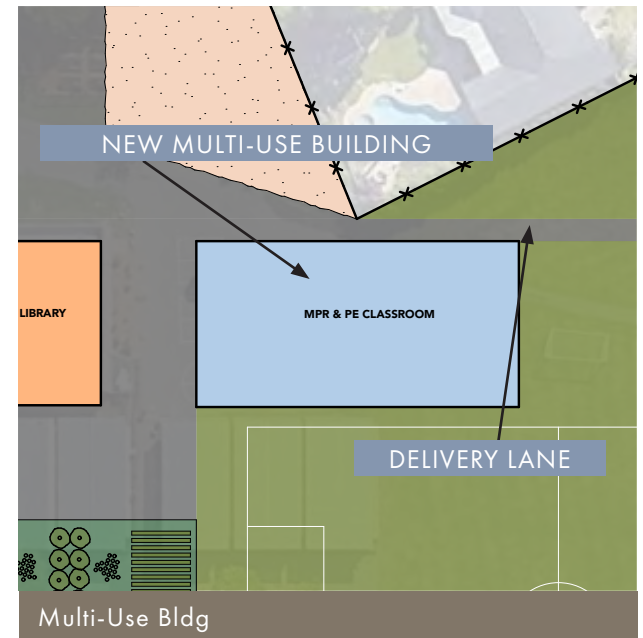 NEW MULTI-USE BUILDING
LIBRARY
MPR & PE CLASSROOM
DELIVERY LANE
Multi-Use Bldg